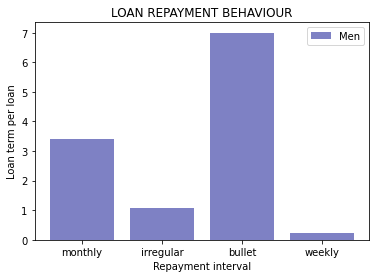 LOAN REPAYMENT BEHAVIOUR
Men
7
6
5
4
3
2
1
0
Loan term per loan
monthly irregular bullet weekly
Repayment interval